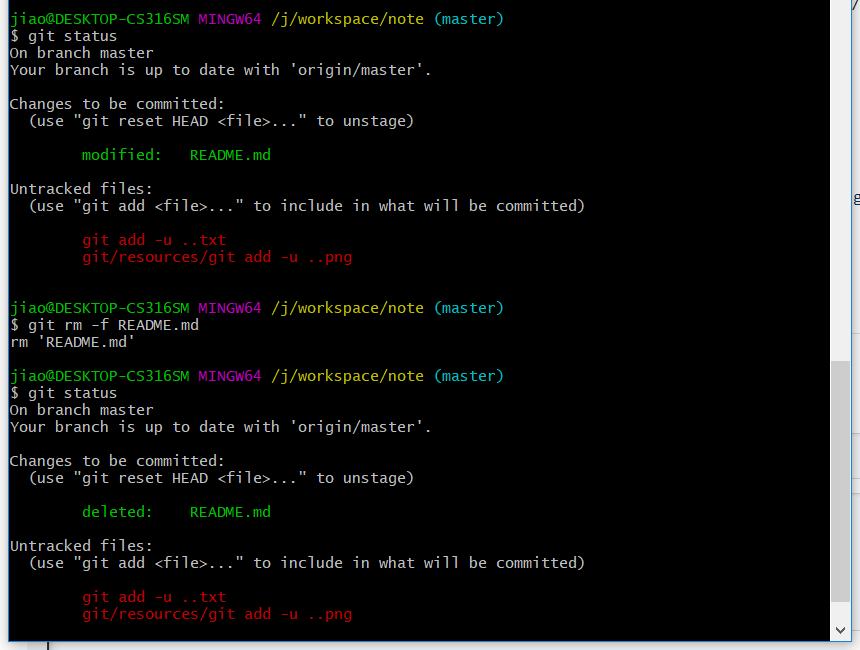 jiao@DESKTOP-CS316SM MINGW64 /j/workspace/note (master)
$ git status
On branch master
Your branch is up to date with 'origin/master'.
Changes to be committed:
(use "git reset HEAD <file>..." to unstage)
modified: README.md
Untracked files:
(use "git add <file>..." to include in what will be committed)
git add -u ..txt
git/resources/git add -u ..png
jiao@DESKTOP-CS316SM MINGW64 /j/workspace/note (master)
$ git rm -f README.md
rm 'README.md'
jiao@DESKTOP-CS316SM MINGW64 /j/workspace/note (master)
$ git status
On branch master
Your branch is up to date with 'origin/master'.
Changes to be committed:
(use "git reset HEAD <file>..." to unstage)
deleted: README.md
Untracked files:
(use "git add <file>..." to include in what will be committed)
git add -u ..txt
git/resources/git add -u ..png